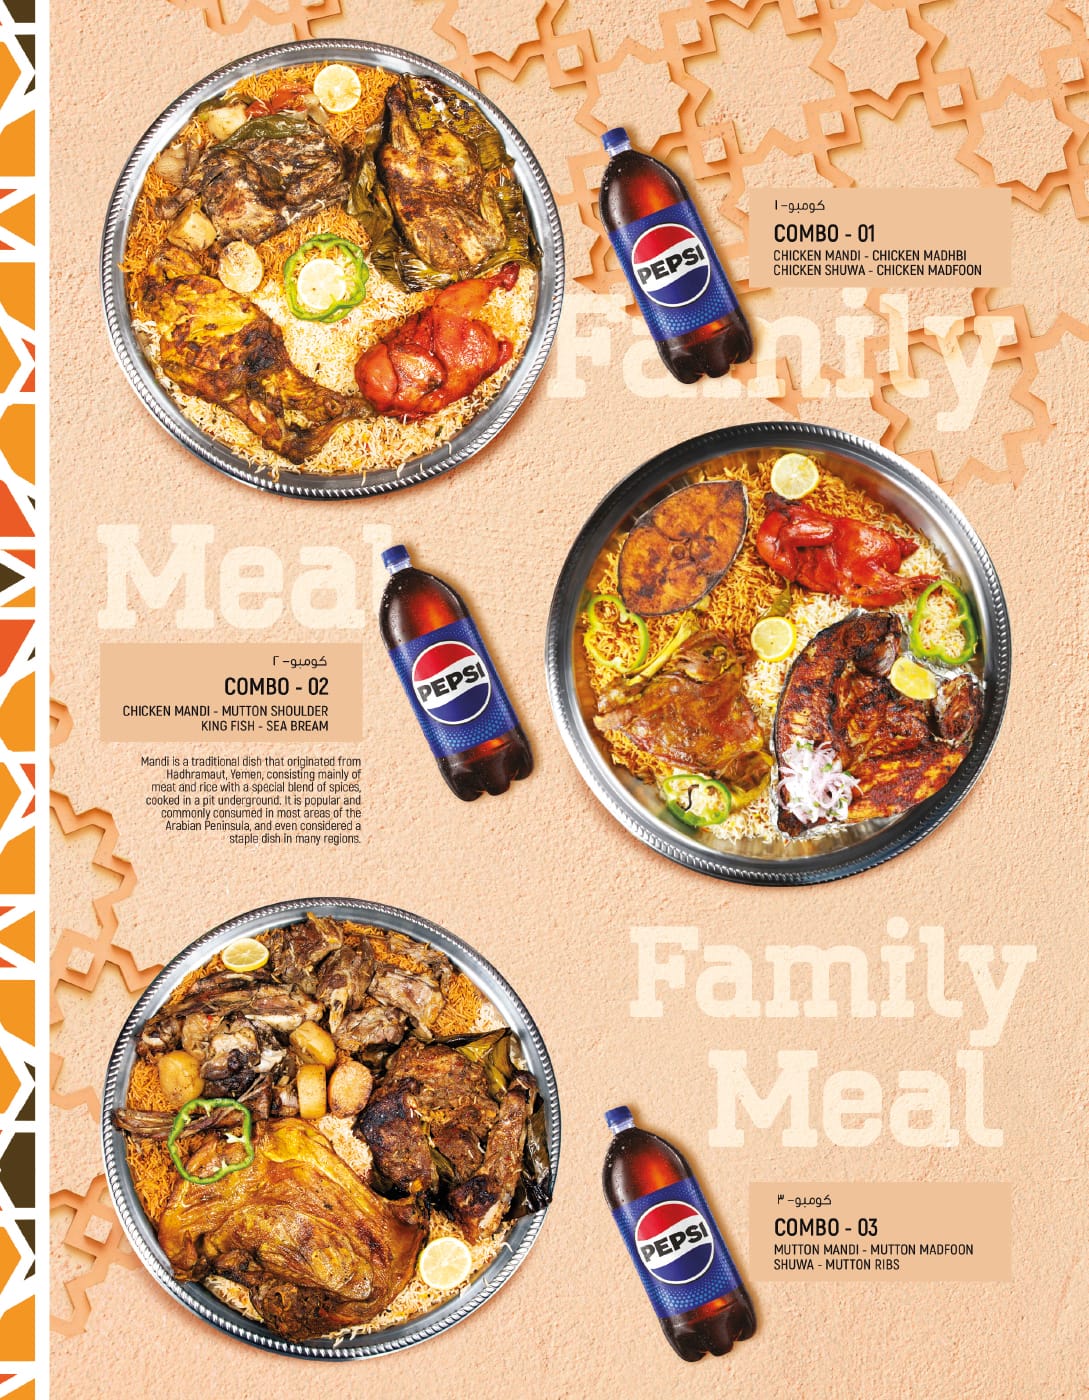 كومبو- ١
COMBO - 01
CHICKEN MANDI - CHICKEN MADHBI
CHICKEN SHUWA - CHICKEN MADFOON
PEPSI
Family
Meal
PEPSI
كومبو- ٢
COMBO - 02
CHICKEN MANDI - MUTTON SHOULDER
KING FISH - SEA BREAM
Mandi is a traditional dish that originated from
Hadhramaut, Yemen, consisting mainly of
meat and rice with a special blend of spices,
cooked in a pit underground. It is popular and
commonly consumed in most areas of the
Arabian Peninsula, and even considered a
staple dish in many regions.
Family
Meal
PEPSI
كومبو- ٣
COMBO - 03
MUTTON MANDI - MUTTON MADFOON
SHUWA - MUTTON RIBS